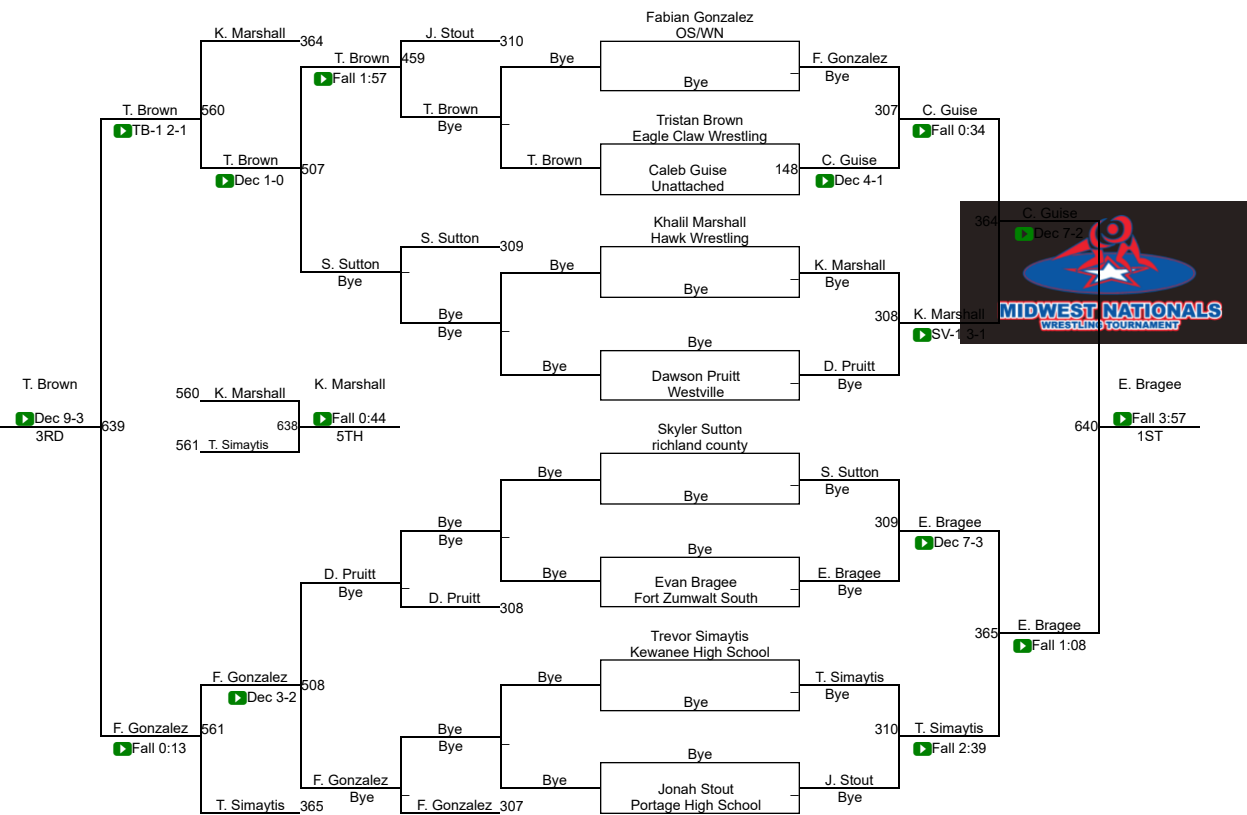 Fabian Gonzalez
OS/WN
K. Marshall
364
J. Stout
310
T. Brown
459
Fall 1:57
Bye
Bye
F. Gonzalez
Bye
T. Brown
560
TB-1 2-1
T. Brown
Bye
Tristan Brown
Eagle Claw Wrestling
307
C. Guise
Fall 0:34
T. Brown
507
Dec 1-0
T. Brown
Caleb Guise
Unattached
148
C. Guise
Dec 4-1
Khalil Marshall
Hawk Wrestling
364
C. Guise
Dec 7-2
S. Sutton
309
S. Sutton
Bye
Bye
Bye
K. Marshall
Bye
Bye
Bye
308
K. Marshall
SV-1 3-1
MIDWEST NATIONALS
WRESTLING TOURNAMENT
Bye
Bye
Dawson Pruitt
Westville
D. Pruitt
Bye
T. Brown
Dec 9-3
3RD
639
560
K. Marshall
561
T. Simaytis
638
K. Marshall
Fall 0:44
5TH
E. Bragee
640
Fall 3:57
1ST
Skyler Sutton
richland county
Bye
Bye
S. Sutton
Bye
Bye
Bye
309
E. Bragee
Dec 7-3
Bye
Bye
Evan Bragee
Fort Zumwalt South
E. Bragee
Bye
D. Pruitt
Bye
D. Pruitt
308
Trevor Simaytis
Kewanee High School
365
E. Bragee
Fall 1:08
F. Gonzalez
508
Dec 3-2
Bye
Bye
T. Simaytis
Bye
F. Gonzalez
561
Fall 0:13
Bye
Bye
310
T. Simaytis
Fall 2:39
Bye
F. Gonzalez
Bye
Bye
Jonah Stout
Portage High School
J. Stout
Bye
T. Simaytis
365
F. Gonzalez
307